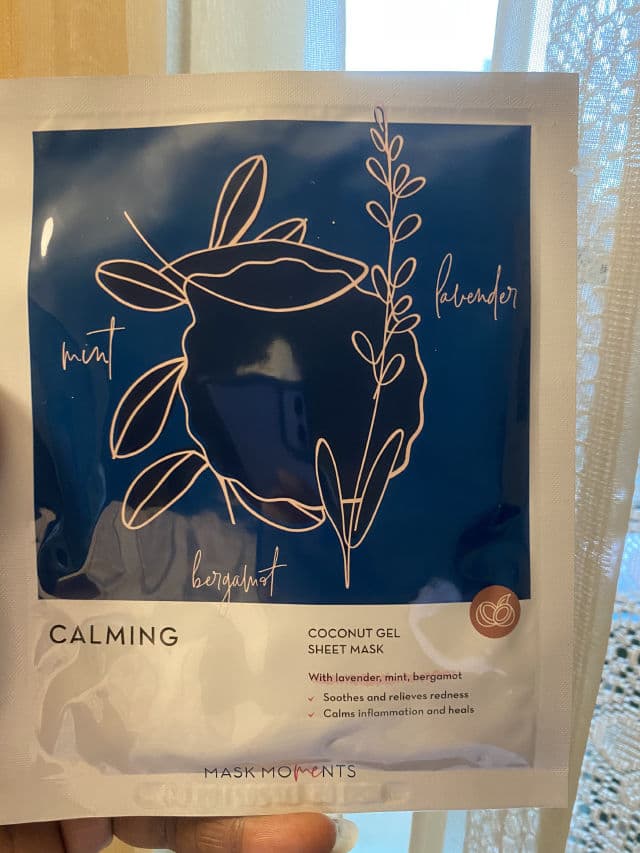 lavender
mint
bergamot
CALMING
COCONUT GEL
SHEET MASK
With lavender, mint, bergamot
✓ Soothes and relieves redness
✓ Calms inflammation and heals
MASK MOmeNTS